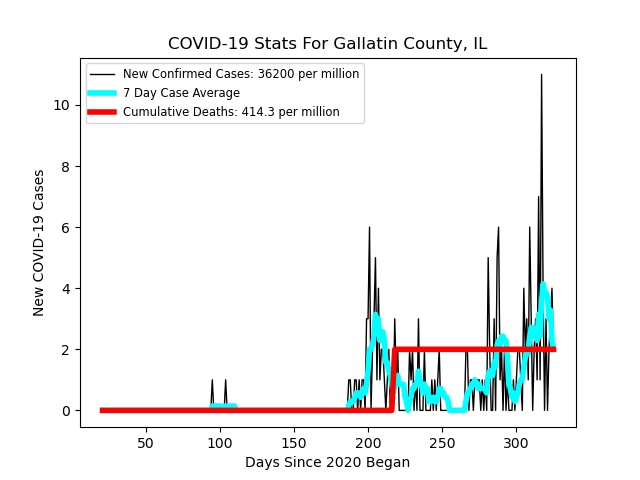 COVID-19 Stats For Gallatin County, IL
New Confirmed Cases: 36200 per million
7 Day Case Average
Cumulative Deaths: 414.3 per million
New COVID-19 Cases
10
8
6
4
2
0
50 100 150 200 250 300
Days Since 2020 Began